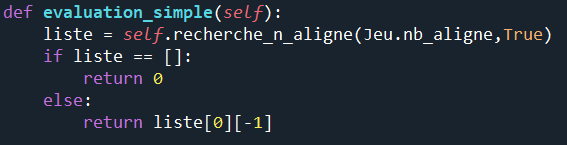 def evaluation_simple(self):
    liste = self.recherche_n_aligne(Jeu.nb_aligne,True)
    if liste == []:
        return 0
    else:
        return liste[0][-1]